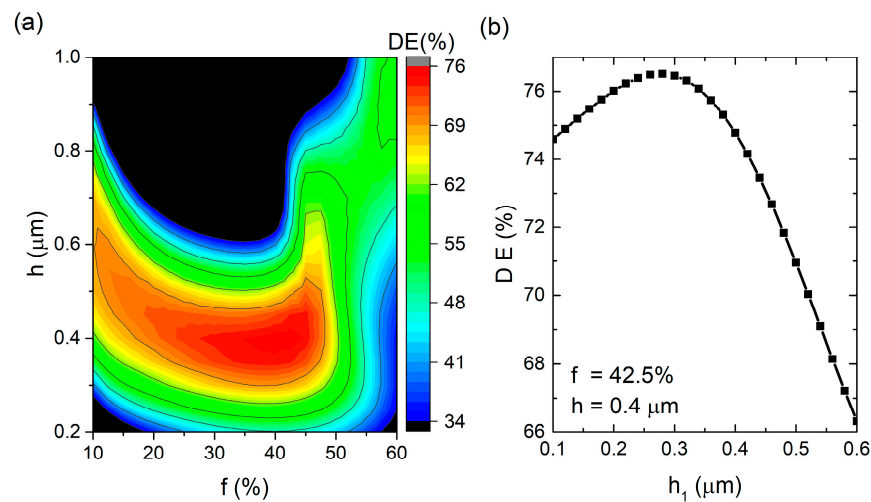 (a)
DE(%)
1.0
0.8
0.6
0.4
0.2
h (μm)
10 20 30 40 50 60
f (%)
76
69
62
55
48
41
34
(b)
76
74
72
70
68
66
D E (%)
f = 42.5%
h = 0.4 μm
0.1 0.2 0.3 0.4 0.5 0.6
h₁ (μm)